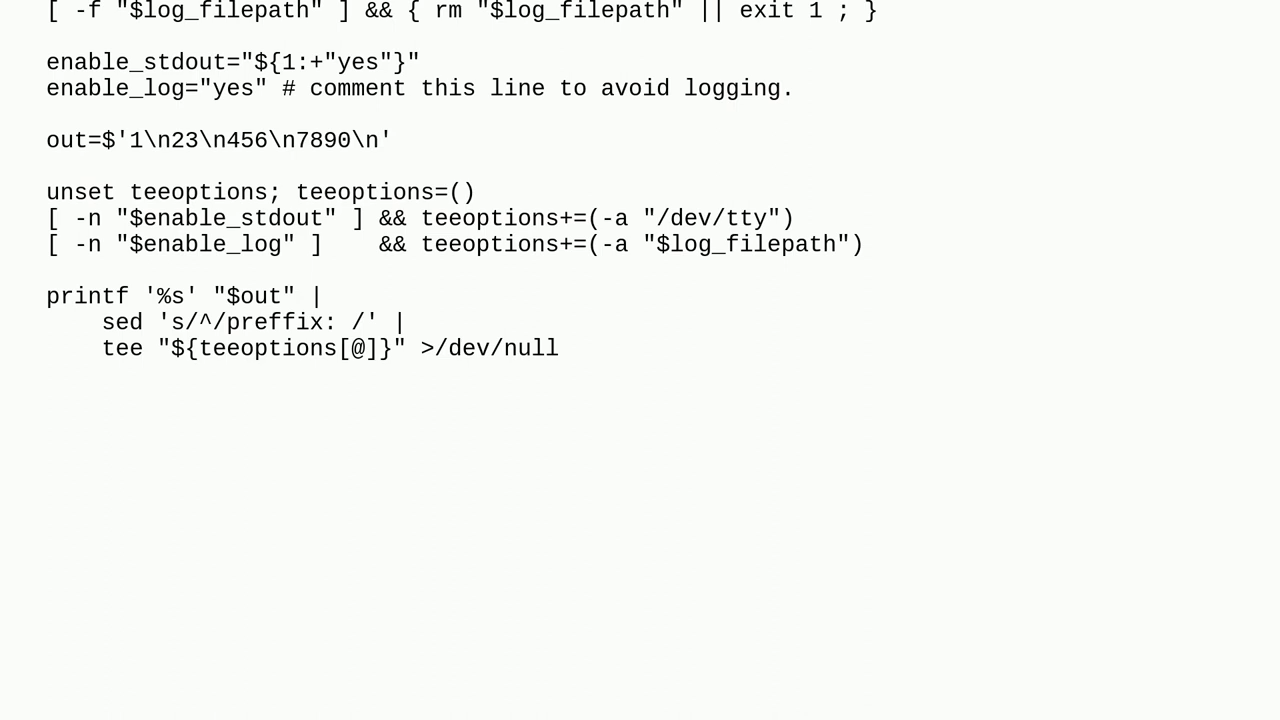 [ -f "$log_filepath" ] && { rm "$log_filepath" || exit 1 ; }
enable_stdout="${1:+"yes"}"
enable_log="yes" # comment this line to avoid logging.
out=$'1\n23\n456\n7890\n'
unset teeoptions; teeoptions=()
[ -n "$enable_stdout" ] && teeoptions+=(-a "/dev/tty")
[ -n "$enable_log" ]    && teeoptions+=(-a "$log_filepath")
printf '%s' "$out" |
    sed 's/^/preffix: /' |
    tee "${teeoptions[@]}" >/dev/null